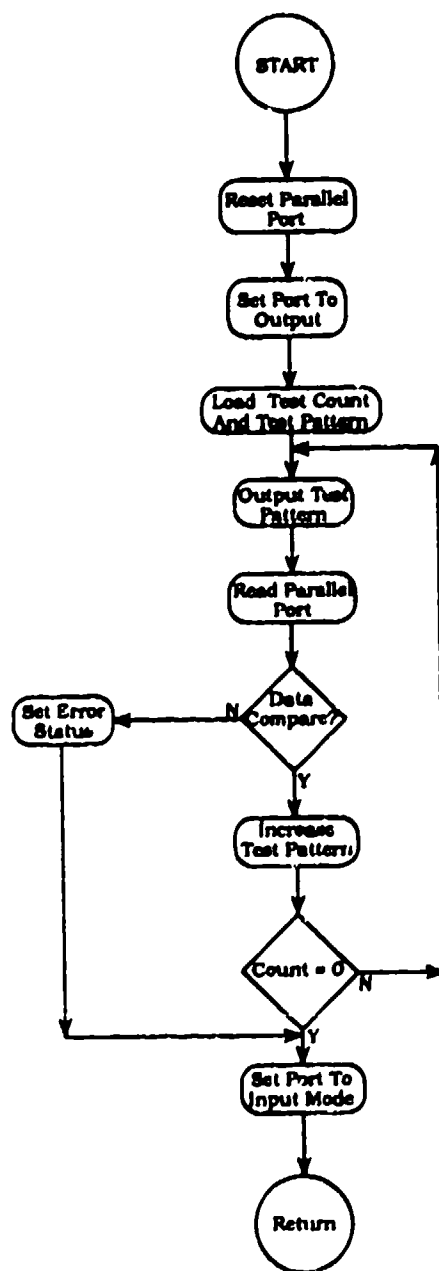 START
Reset Parallel
Port
Set Port To
Output
Load Test Count
And Test Pattern
Output Test
Pattern
Read Parallel
Port
Data
Compare?
N
Set Error
Status
Y
Increase
Test Pattern
Count = 0
N
Y
Set Port To
Input Mode
Return